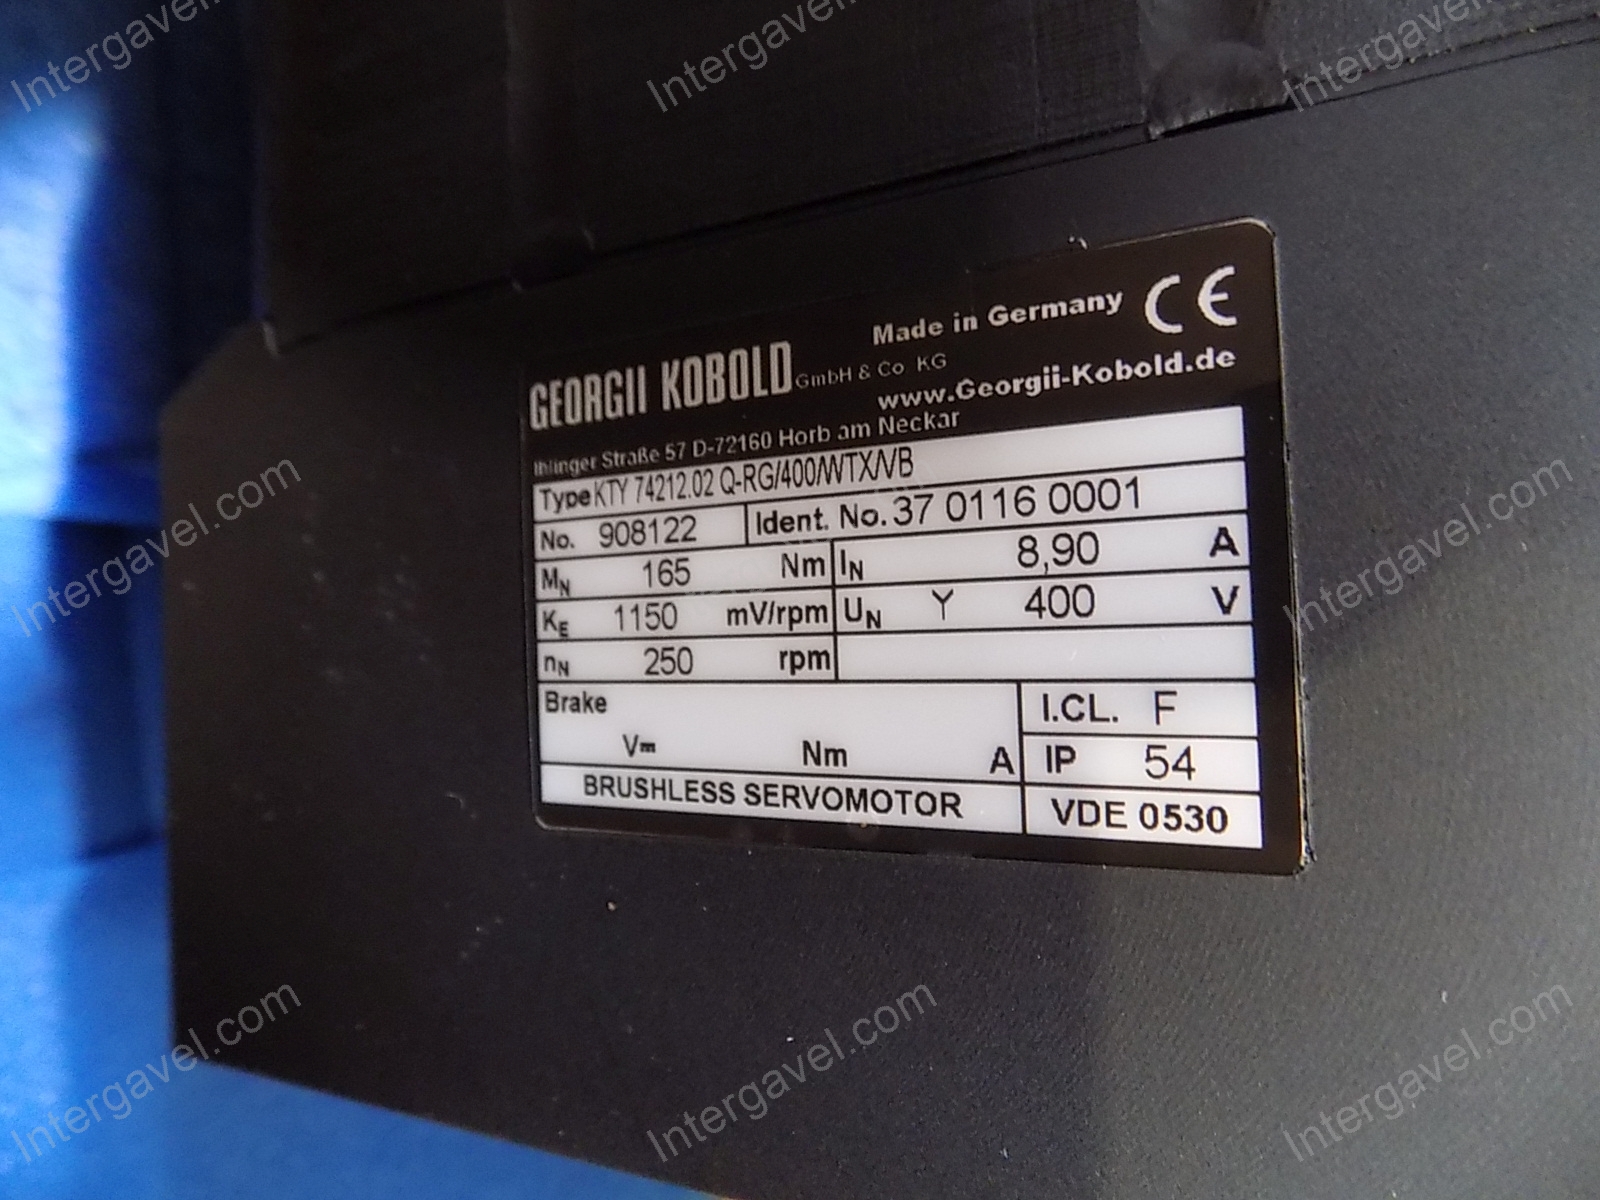 Made in Germany CE
GEORGII KOBOLD GmbH & Co KG
www.Georgii-Kobold.de
Ihlinger Straße 57 D-72160 Horb am Neckar
Type KTY 74212.02 Q-RG/400/W/TX/VB
No. 908122 Ident. No. 37 0116 0001
MN 165 Nm IN 8,90 A
KE 1150 mV/rpm UN Y 400 V
nN 250 rpm
Brake
I.CL. F
V Nm A
IP 54
BRUSHLESS SERVOMOTOR
VDE 0530
Intergavel.com
Intergavel.com
Intergavel.com
Intergavel.com
Intergavel.com
Intergavel.com
Intergavel.com
Intergavel.com